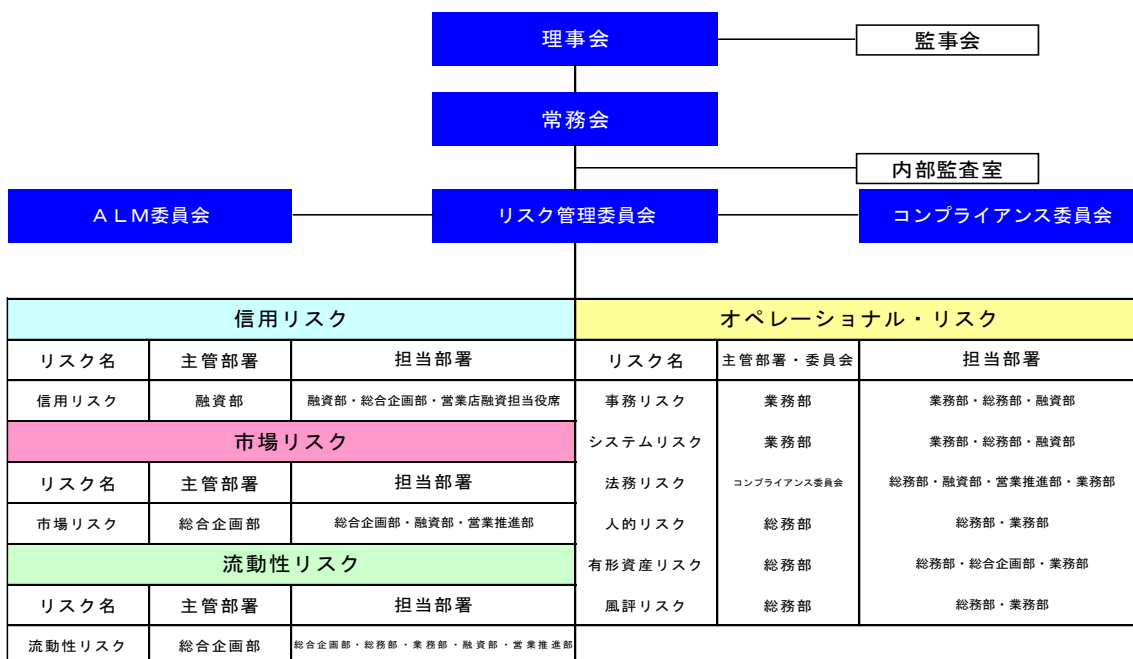 理事会
監事会
常務会
内部監査室
ＡＬＭ委員会
リスク管理委員会
コンプライアンス委員会
信用リスク
リスク名 主管部署 担当部署
信用リスク 融資部 融資部・総合企画部・営業店融資担当役席
市場リスク
リスク名 主管部署 担当部署
市場リスク 総合企画部 総合企画部・融資部・営業推進部
流動性リスク
リスク名 主管部署 担当部署
流動性リスク 総合企画部 総合企画部・総務部・業務部・融資部・営業推進部
オペレーショナル・リスク
リスク名 主管部署・委員会 担当部署
事務リスク 業務部 業務部・総務部・融資部
システムリスク 業務部 業務部・総務部・融資部
法務リスク コンプライアンス委員会 総務部・融資部・営業推進部・業務部
人的リスク 総務部 総務部・業務部
有形資産リスク 総務部 総務部・総合企画部・業務部
風評リスク 総務部 総務部・業務部